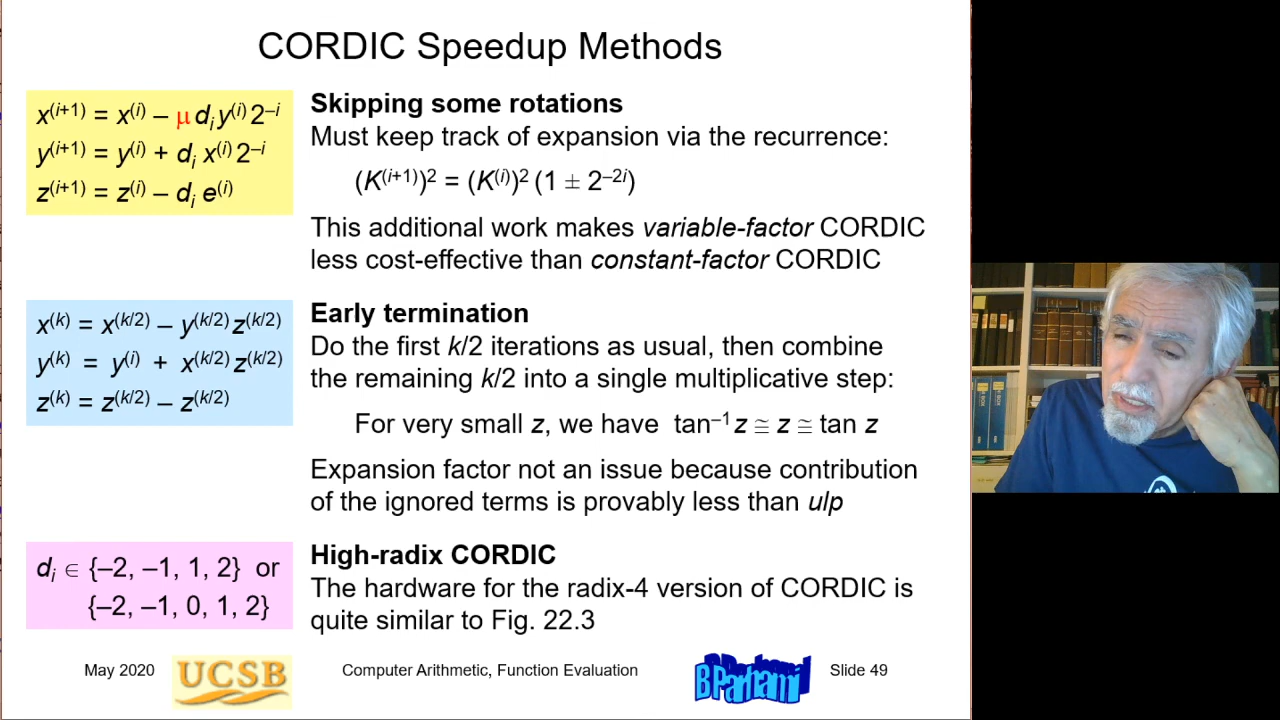 CORDIC Speedup Methods
x⁽ⁱ⁺¹⁾ = x⁽ⁱ⁾ – μ dᵢ y⁽ⁱ⁾ 2⁻ⁱ
y⁽ⁱ⁺¹⁾ = y⁽ⁱ⁾ + dᵢ x⁽ⁱ⁾ 2⁻ⁱ
z⁽ⁱ⁺¹⁾ = z⁽ⁱ⁾ – dᵢ e⁽ⁱ⁾
Skipping some rotations
Must keep track of expansion via the recurrence:
(K⁽ⁱ⁺¹⁾)² = (K⁽ⁱ⁾)² (1 ± 2⁻²ⁱ)
This additional work makes variable-factor CORDIC
less cost-effective than constant-factor CORDIC
x⁽ᵏ⁾ = x⁽ᵏ/²⁾ – y⁽ᵏ/²⁾ z⁽ᵏ/²⁾
y⁽ᵏ⁾ = y⁽ⁱ⁾ + x⁽ᵏ/²⁾ z⁽ᵏ/²⁾
z⁽ᵏ⁾ = z⁽ᵏ/²⁾ – z⁽ᵏ/²⁾
Early termination
Do the first k/2 iterations as usual, then combine
the remaining k/2 into a single multiplicative step:
For very small z, we have tan⁻¹ z ≅ z ≅ tan z
Expansion factor not an issue because contribution
of the ignored terms is provably less than ulp
dᵢ ∈ {–2, –1, 1, 2} or
{–2, –1, 0, 1, 2}
High-radix CORDIC
The hardware for the radix-4 version of CORDIC is
quite similar to Fig. 22.3
May 2020
UCSB
Computer Arithmetic, Function Evaluation
B Parhami
Slide 49